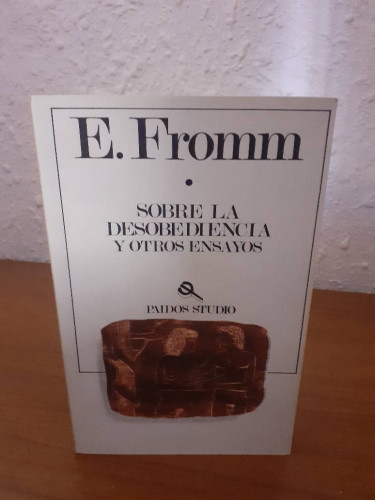 E. Fromm
SOBRE LA
DESOBEDIENCIA
Y OTROS ENSAYOS
PAIDOS STUDIO